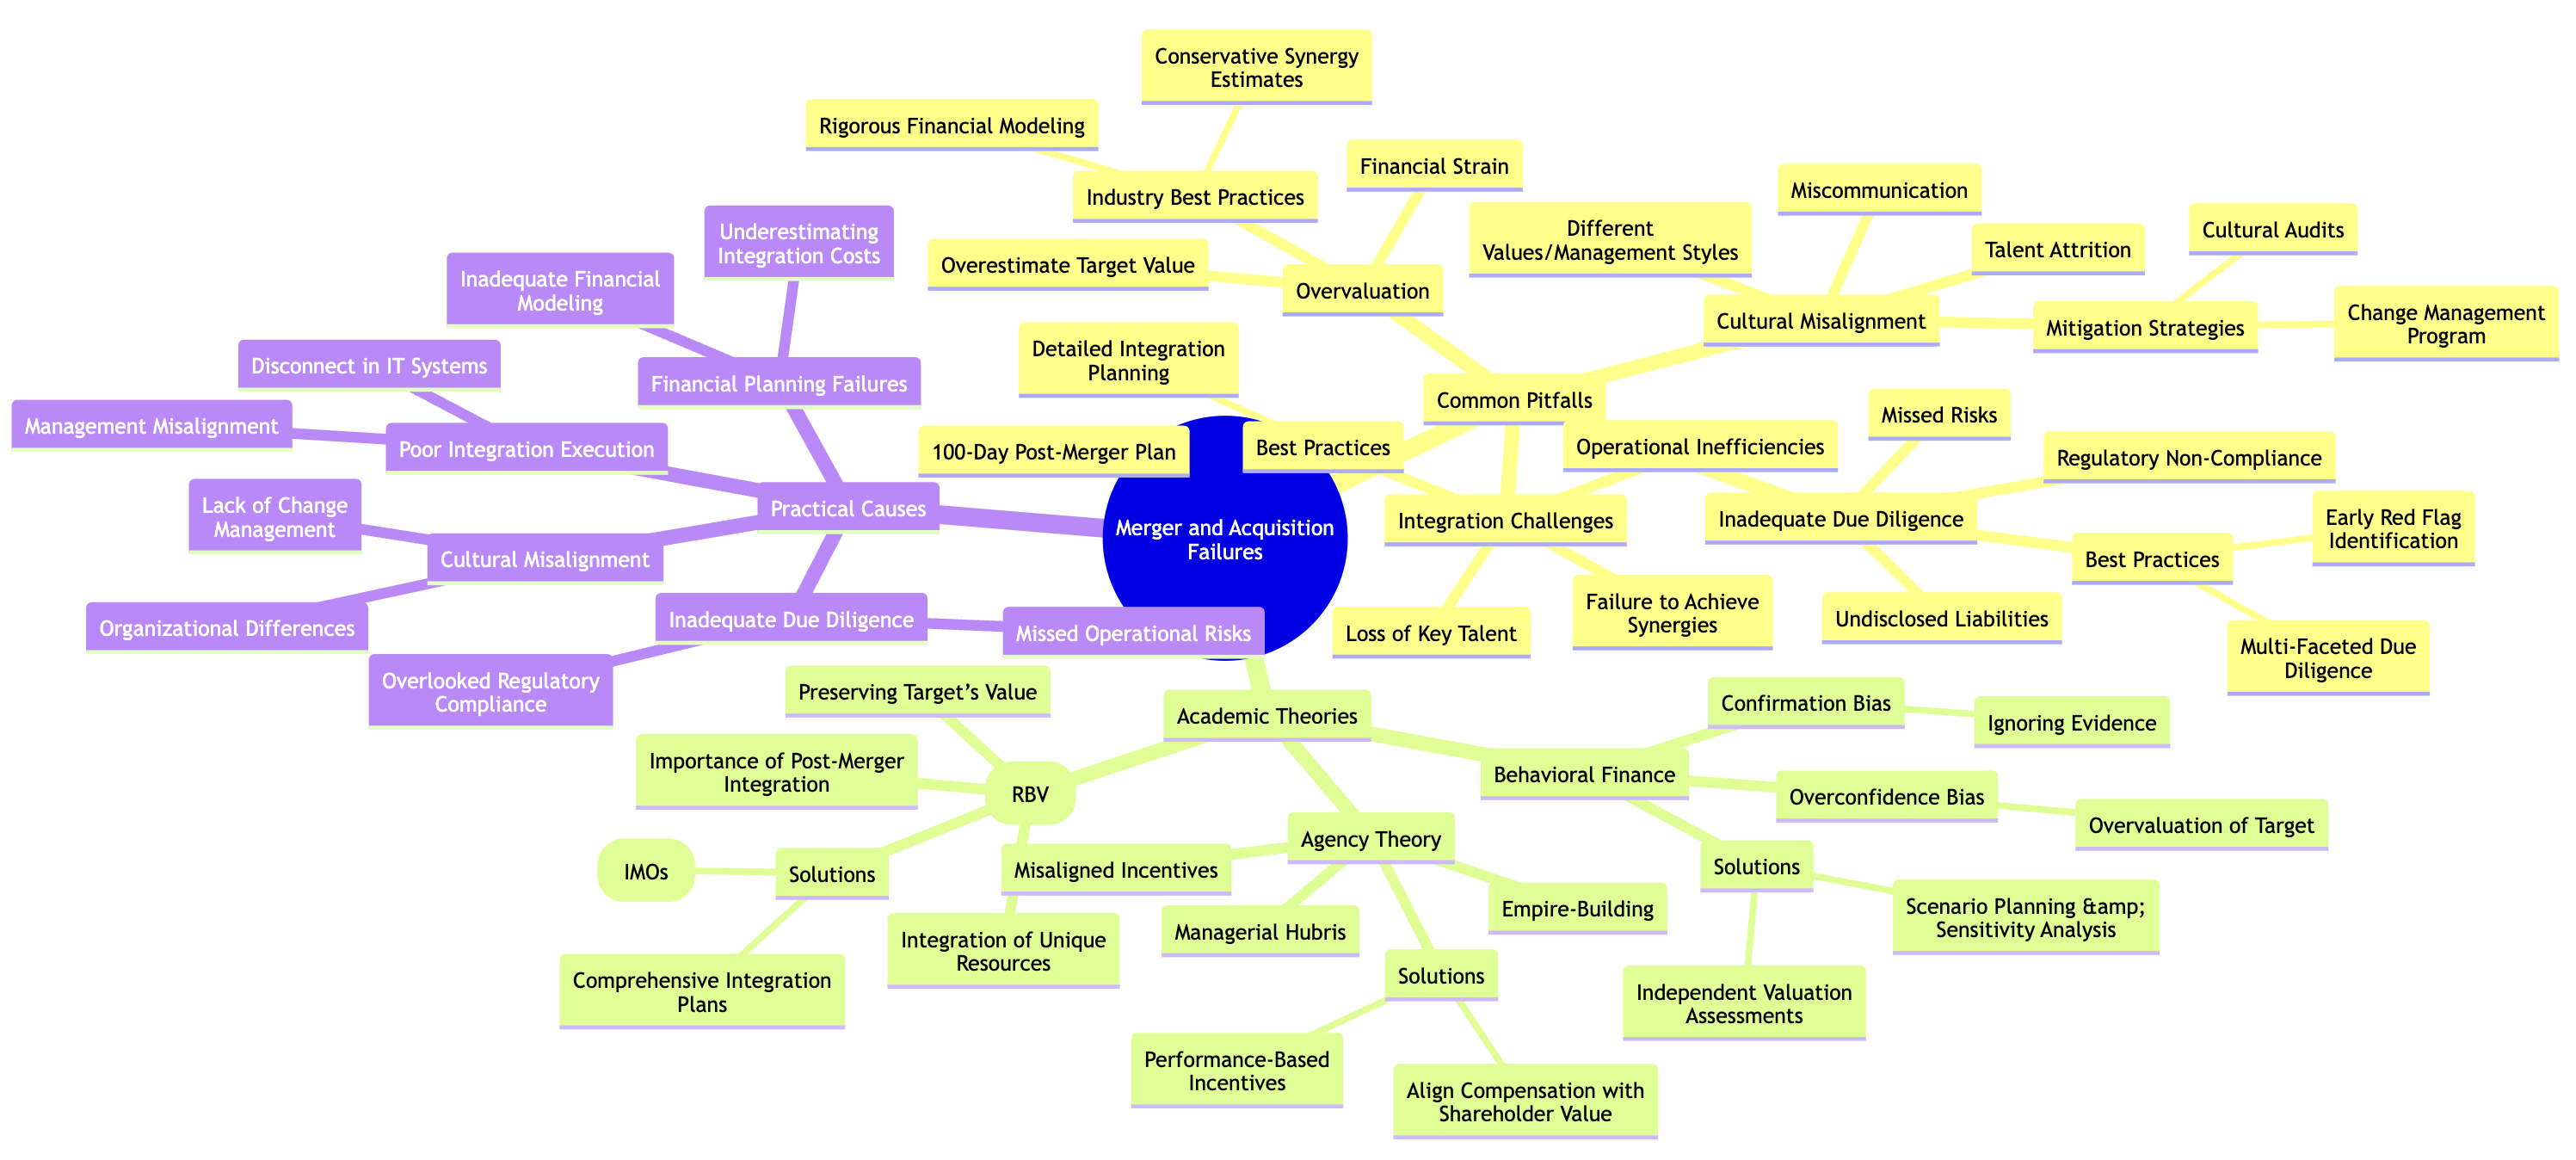 Conservative Synergy
Estimates
Rigorous Financial Modeling
Financial Strain
Industry Best Practices
Overestimate Target Value
Overvaluation
Miscommunication
Different
Values/Management Styles
Talent Attrition
Cultural Audits
Cultural Misalignment
Mitigation Strategies
Change Management
Program
Underestimating
Integration Costs
Inadequate Financial
Modeling
Disconnect in IT Systems
Financial Planning Failures
Management Misalignment
Poor Integration Execution
Lack of Change
Management
Practical Causes
Cultural Misalignment
Organizational Differences
Inadequate Due Diligence
Missed Operational Risks
Overlooked Regulatory
Compliance
Detailed Integration
Planning
100-Day Post-Merger Plan
Best Practices
Common Pitfalls
Merger and Acquisition
Failures
Operational Inefficiencies
Integration Challenges
Loss of Key Talent
Failure to Achieve
Synergies
Missed Risks
Regulatory Non-Compliance
Inadequate Due Diligence
Best Practices
Early Red Flag
Identification
Undisclosed Liabilities
Multi-Faceted Due
Diligence
Academic Theories
Preserving Target’s Value
Importance of Post-Merger
Integration
RBV
IMOs
Solutions
Comprehensive Integration
Plans
Integration of Unique
Resources
Agency Theory
Misaligned Incentives
Managerial Hubris
Empire-Building
Solutions
Performance-Based
Incentives
Align Compensation with
Shareholder Value
Behavioral Finance
Confirmation Bias
Ignoring Evidence
Overconfidence Bias
Overvaluation of Target
Solutions
Scenario Planning &amp;
Sensitivity Analysis
Independent Valuation
Assessments